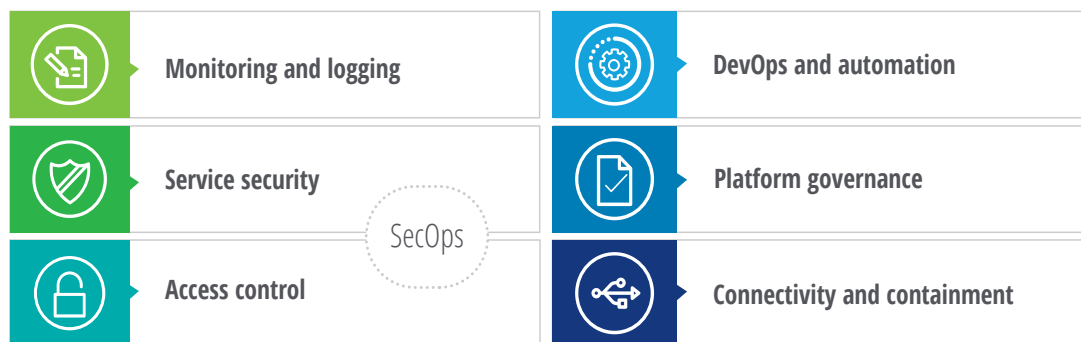 Monitoring and logging
Service security
Access control
SecOps
DevOps and automation
Platform governance
Connectivity and containment